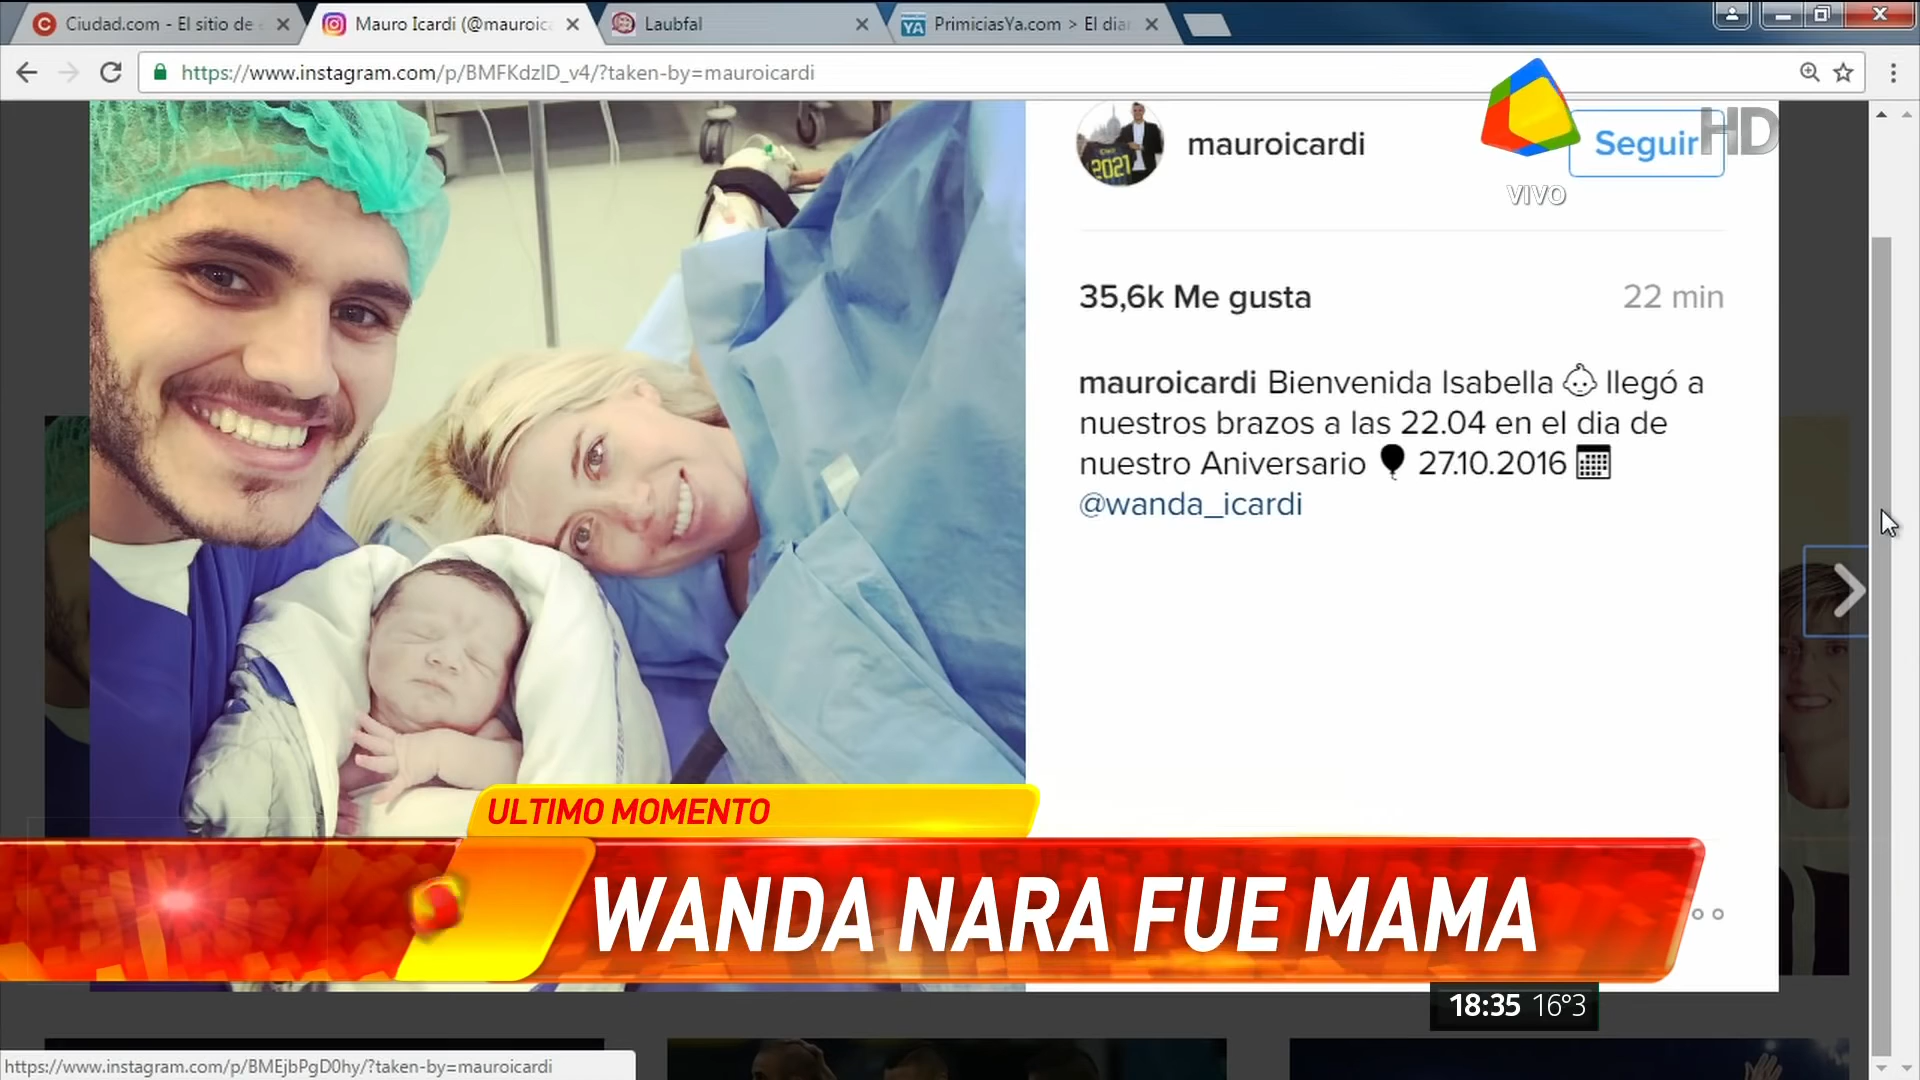 Ciudad.com - El sitio de
Mauro Icardi (@mauroic
Laubfal
PrimiciasYa.com > El dia
https://www.instagram.com/p/BMFKdzID_v4/?taken-by=mauroicardi
2021
mauroicardi
Seguir
HD
VIVO
35,6k Me gusta
22 min
mauroicardi Bienvenida Isabella llegó a
nuestros brazos a las 22.04 en el dia de
nuestro Aniversario 27.10.2016
@wanda_icardi
ULTIMO MOMENTO
WANDA NARA FUE MAMA
18:35 16°3
https://www.instagram.com/p/BMEjbPgD0hy/?taken-by=mauroicardi